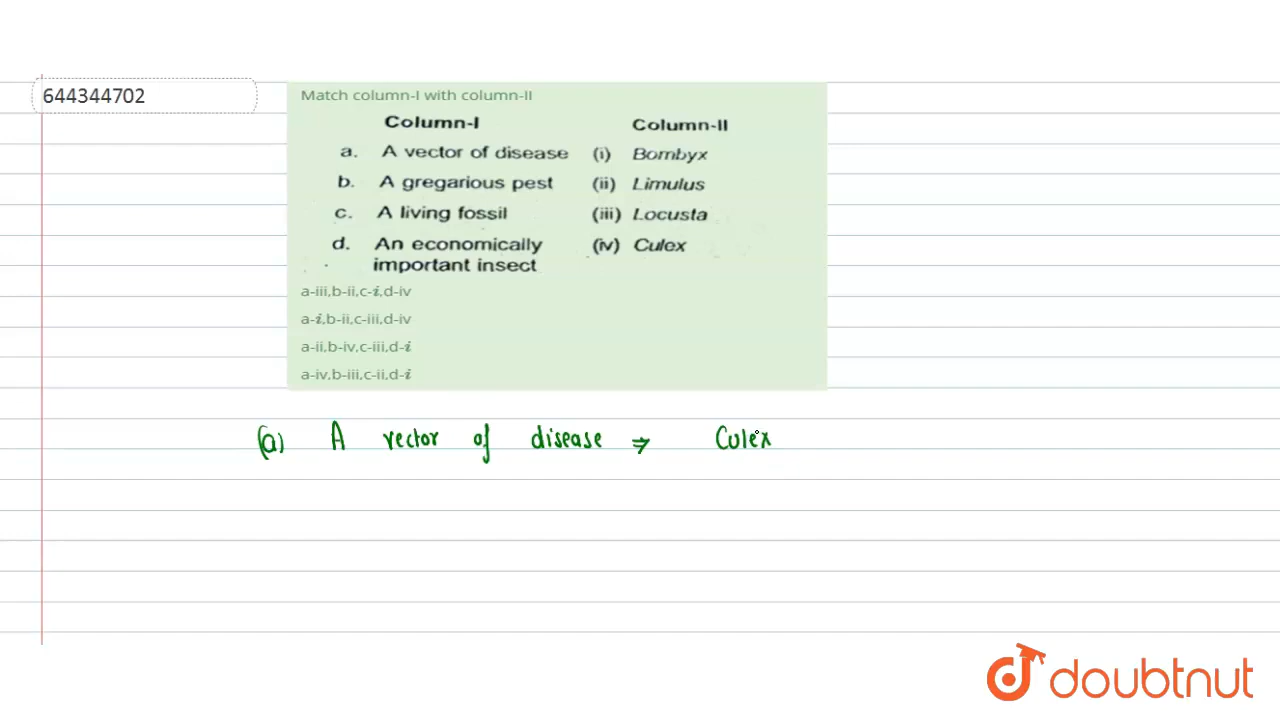 644344702
Match column-I with column-II
Column-I Column-II
a. A vector of disease (i) Bombyx
b. A gregarious pest (ii) Limulus
c. A living fossil (iii) Locusta
d. An economically (iv) Culex
important insect
a-iii,b-ii,c-i,d-iv
a-i,b-ii,c-iii,d-iv
a-ii,b-iv,c-iii,d-i
a-iv,b-iii,c-ii,d-i
(a) A vector of disease ⇒ Culex
doubtnut